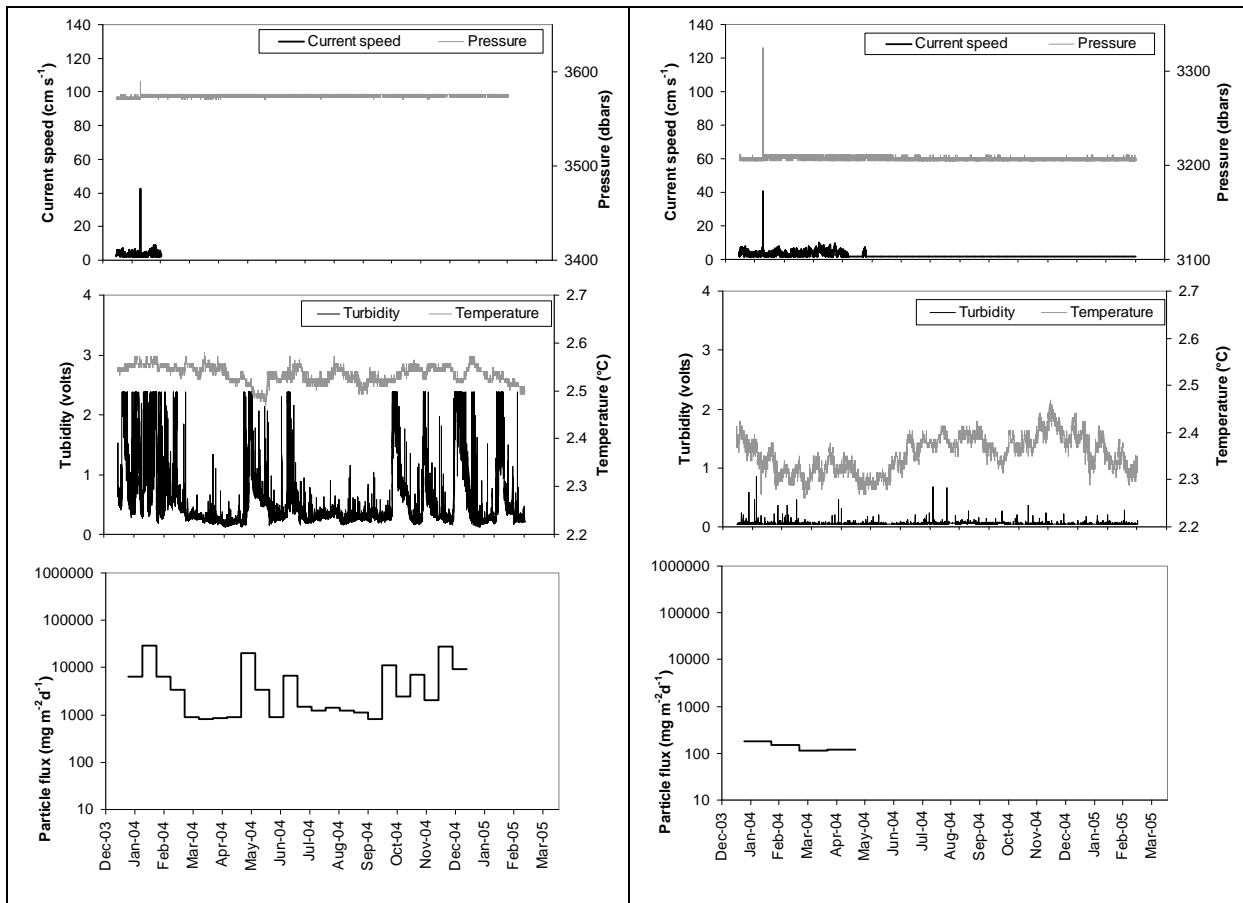 Current speed Pressure
140
120
100
80
60
40
20
0
Current speed (cm s-1)
3600
3500
3400
Pressure (dbars)
Turbidity Temperature
4
3
2
1
0
Tubidity (volts)
2.7
2.6
2.5
2.4
2.3
2.2
Temperature (°C)
1000000
100000
10000
1000
100
10
Particle flux (mg m-2d-1)
Dec-03
Jan-04
Feb-04
Mar-04
Apr-04
May-04
Jun-04
Jul-04
Aug-04
Sep-04
Oct-04
Nov-04
Dec-04
Jan-05
Feb-05
Mar-05
Current speed Pressure
140
120
100
80
60
40
20
0
Current speed (cm s-1)
3300
3200
3100
Pressure (dbars)
Turbidity Temperature
4
3
2
1
0
Turbidity (volts)
2.7
2.6
2.5
2.4
2.3
2.2
Temperature (°C)
1000000
100000
10000
1000
100
10
Particle flux (mg m-2d-1)
Dec-03
Jan-04
Feb-04
Mar-04
Apr-04
May-04
Jun-04
Jul-04
Aug-04
Sep-04
Oct-04
Nov-04
Dec-04
Jan-05
Feb-05
Mar-05